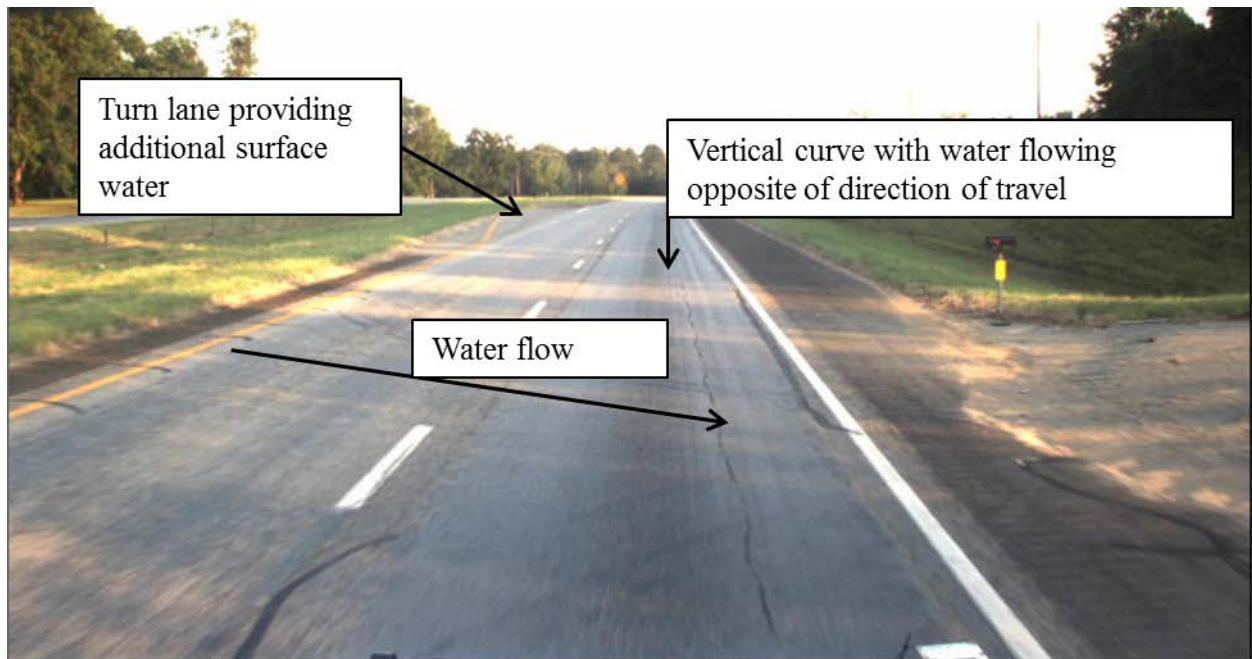 Turn lane providing
additional surface
water
Vertical curve with water flowing
opposite of direction of travel
Water flow